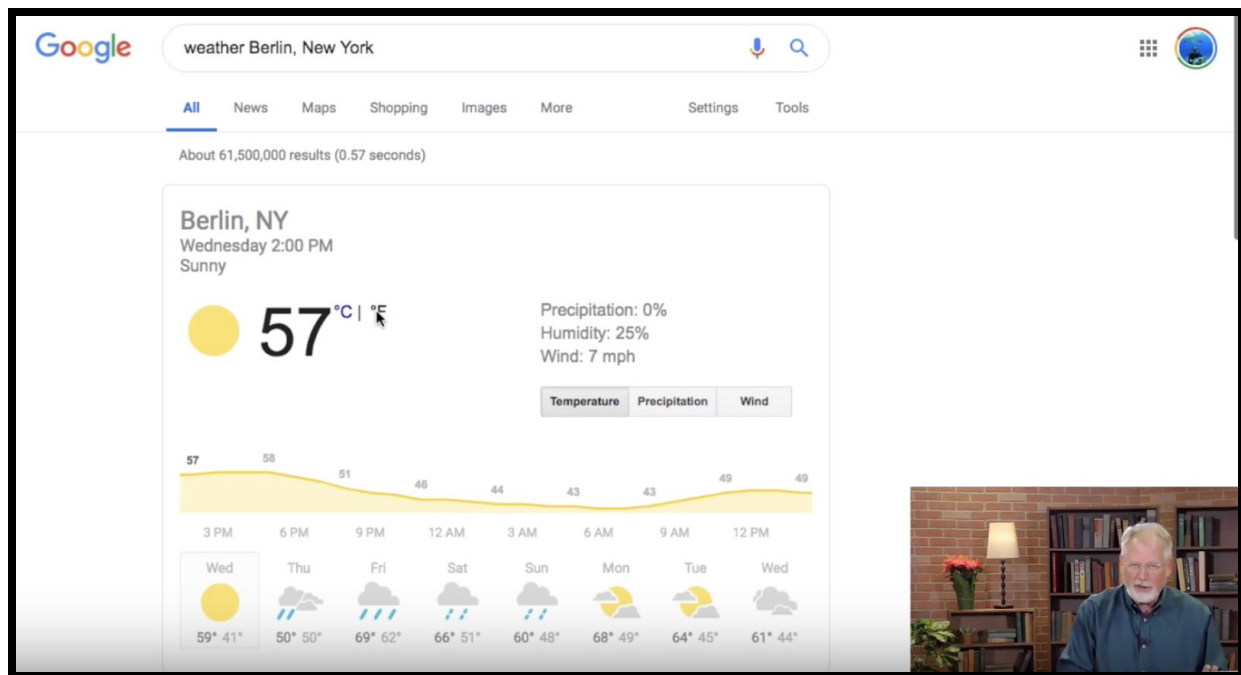 Google
weather Berlin, New York
All News Maps Shopping Images More Settings Tools
About 61,500,000 results (0.57 seconds)
Berlin, NY
Wednesday 2:00 PM
Sunny
57 °C | °F
Precipitation: 0%
Humidity: 25%
Wind: 7 mph
Temperature Precipitation Wind
57 58 51 46 44 43 43 49 49
3 PM 6 PM 9 PM 12 AM 3 AM 6 AM 9 AM 12 PM
Wed Thu Fri Sat Sun Mon Tue Wed
59° 41° 50° 50° 69° 62° 66° 51° 60° 48° 68° 49° 64° 45° 61° 44°